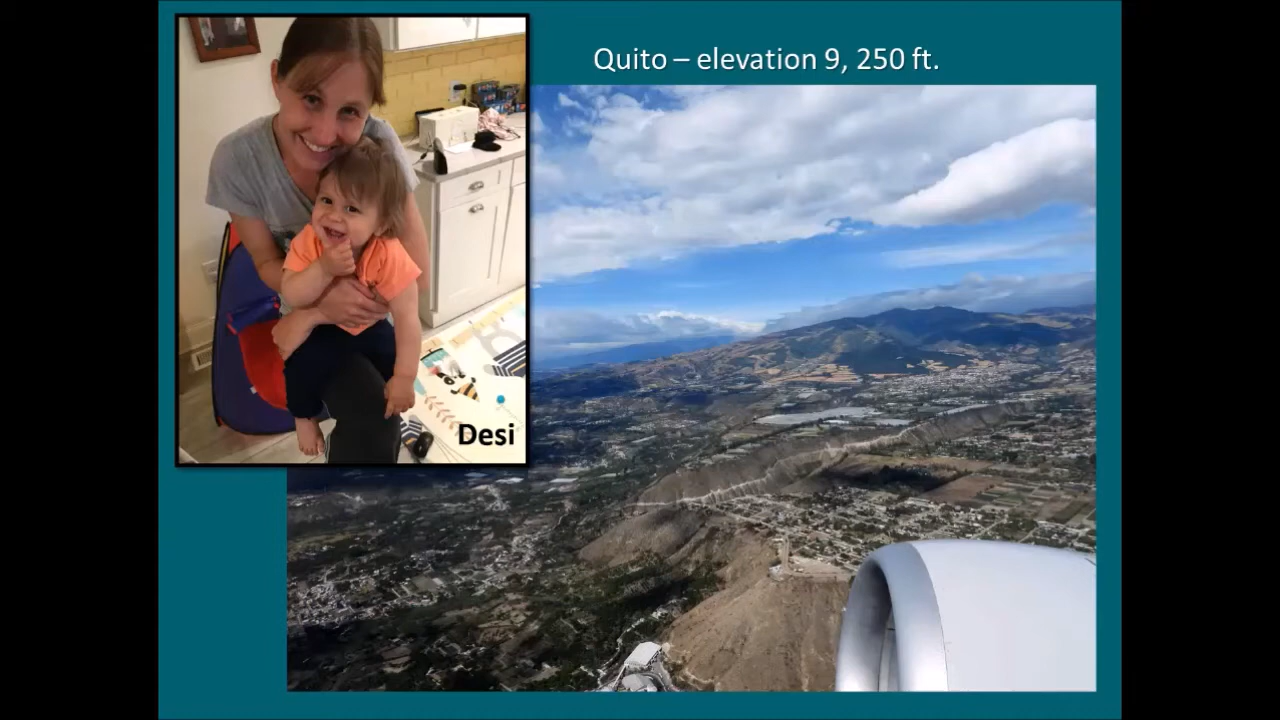 Quito – elevation 9, 250 ft.
Desi